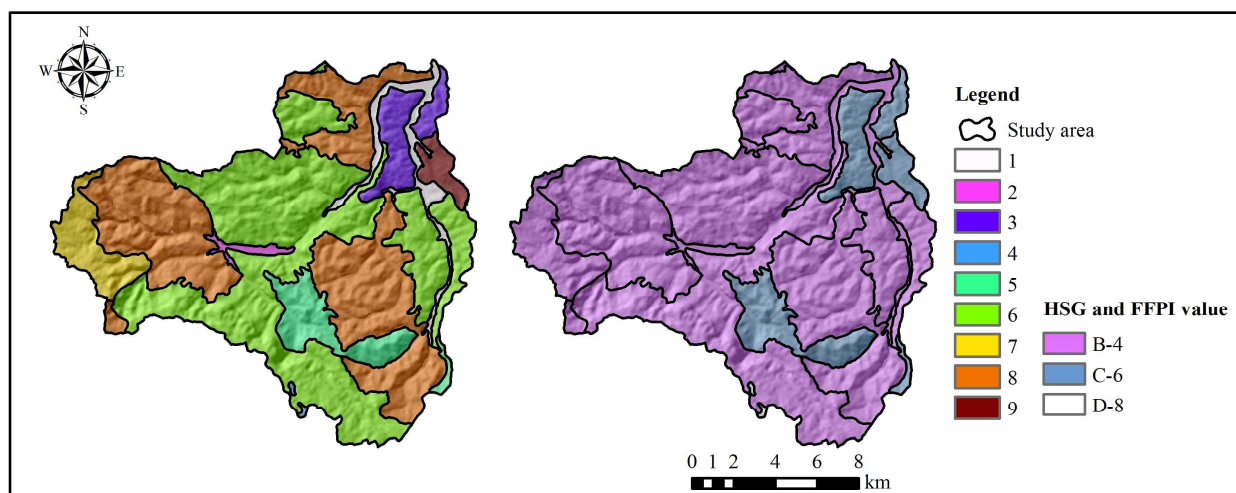 N
W E
S
Legend
Study area
1
2
3
4
5
6
7
8
9
HSG and FFPI value
B-4
C-6
D-8
0 1 2 4 6 8
km